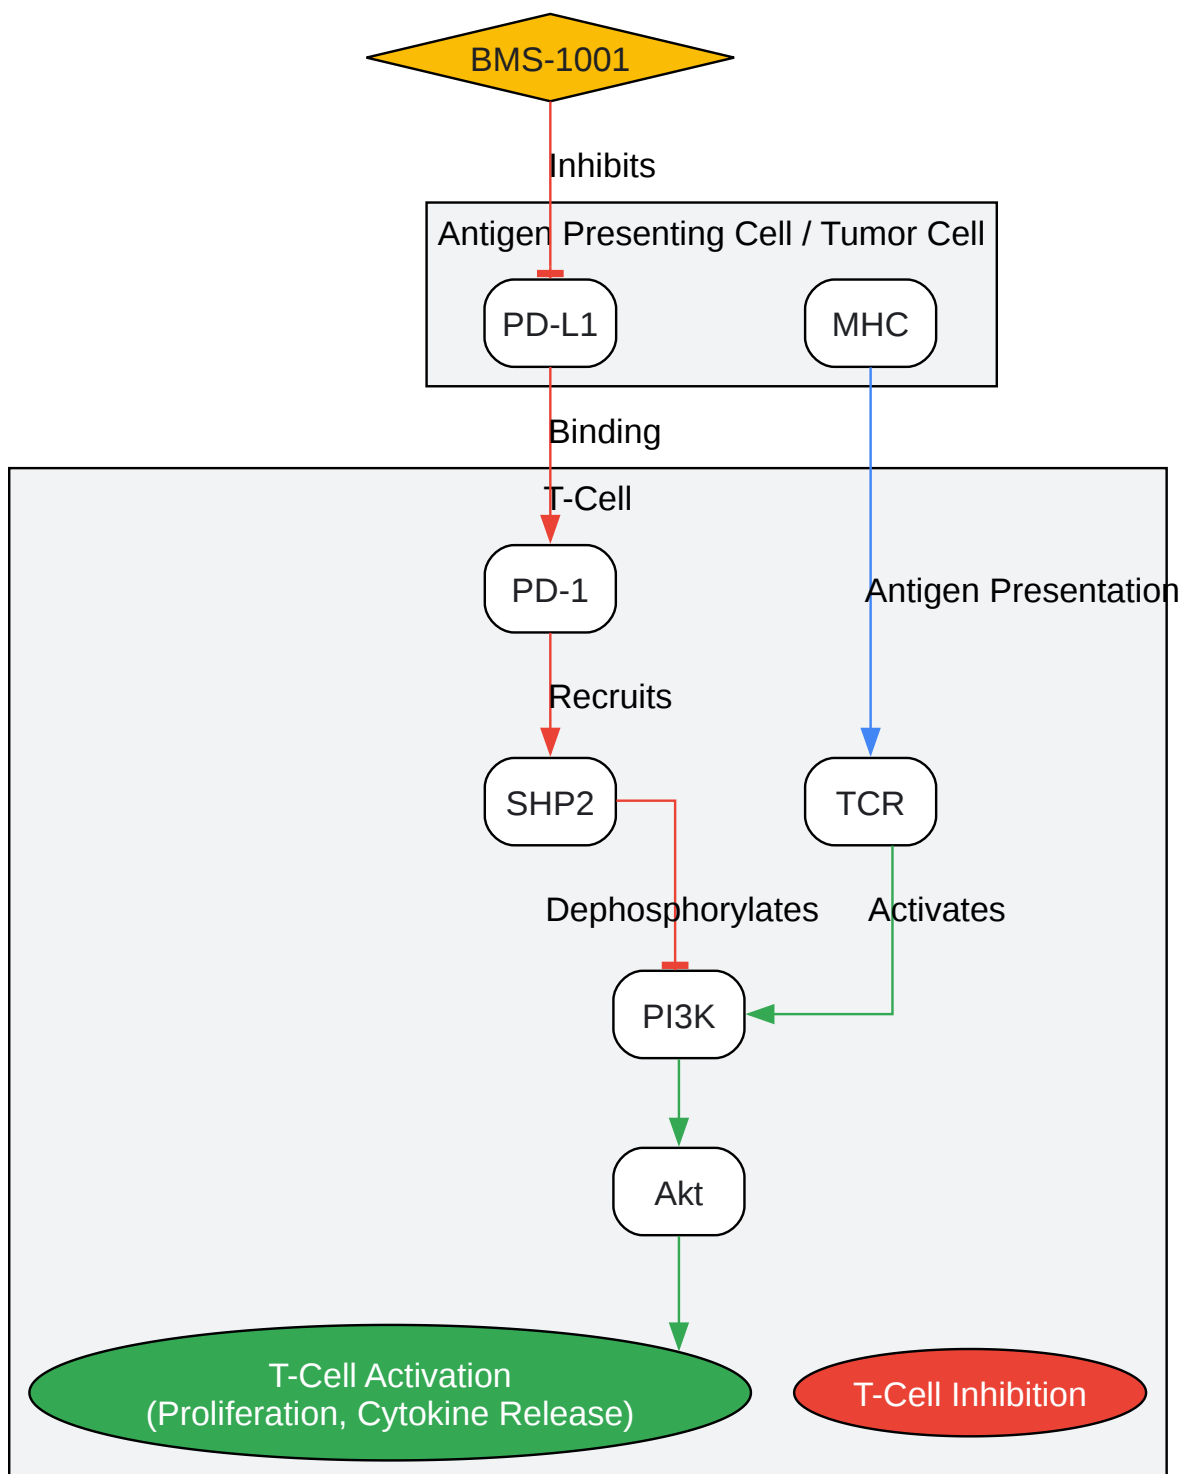 BMS-1001
Inhibits
Antigen Presenting Cell / Tumor Cell
PD-L1
MHC
Binding
T-Cell
PD-1
Antigen Presentation
Recruits
SHP2
TCR
Dephosphorylates
Activates
PI3K
Akt
T-Cell Activation
(Proliferation, Cytokine Release)
T-Cell Inhibition